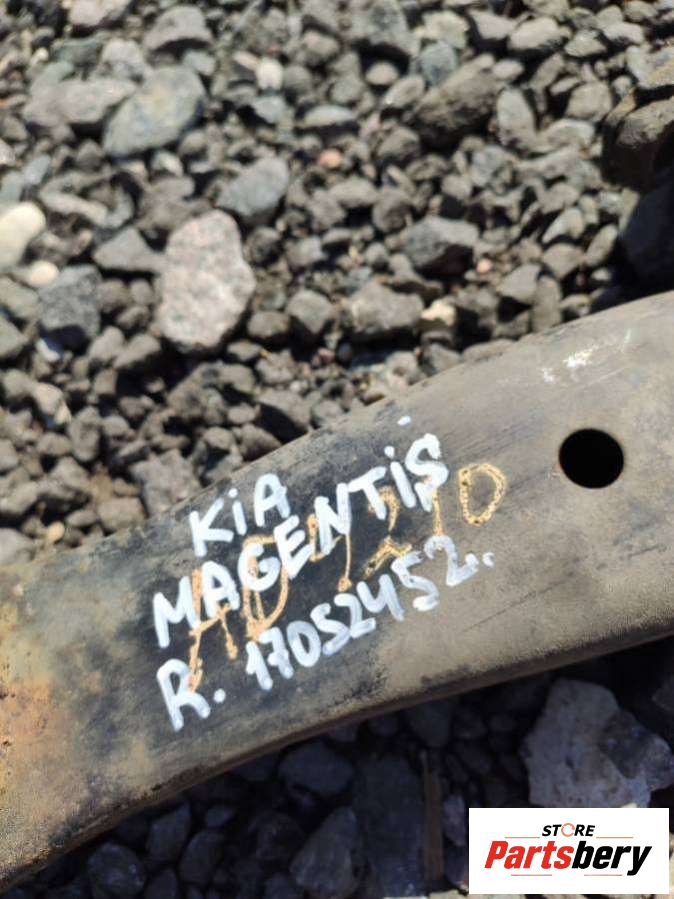 KiA
MAGENTiS
R. 17052452.
STORE
Partsbery